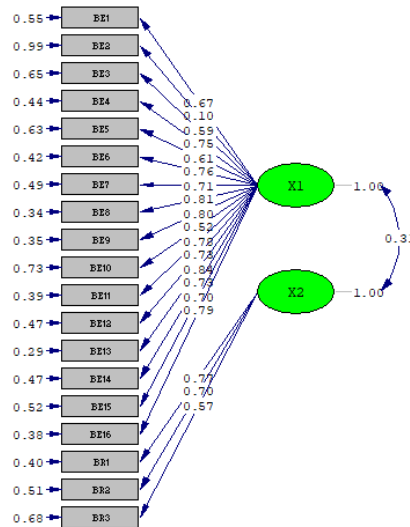 0.55 BE1
0.99 BE2
0.65 BE3
0.44 BE4
0.63 BE5
0.42 BE6
0.49 BE7
0.34 BE8
0.35 BE9
0.73 BE10
0.39 BE11
0.47 BE12
0.29 BE13
0.47 BE14
0.52 BE15
0.38 BE16
0.40 BR1
0.51 BR2
0.68 BR3
0.67
0.10
0.59
0.75
0.61
0.76
0.71
0.81
0.80
0.52
0.78
0.73
0.84
0.73
0.70
0.79
0.77
0.70
0.57
X1 1.00
X2 1.00